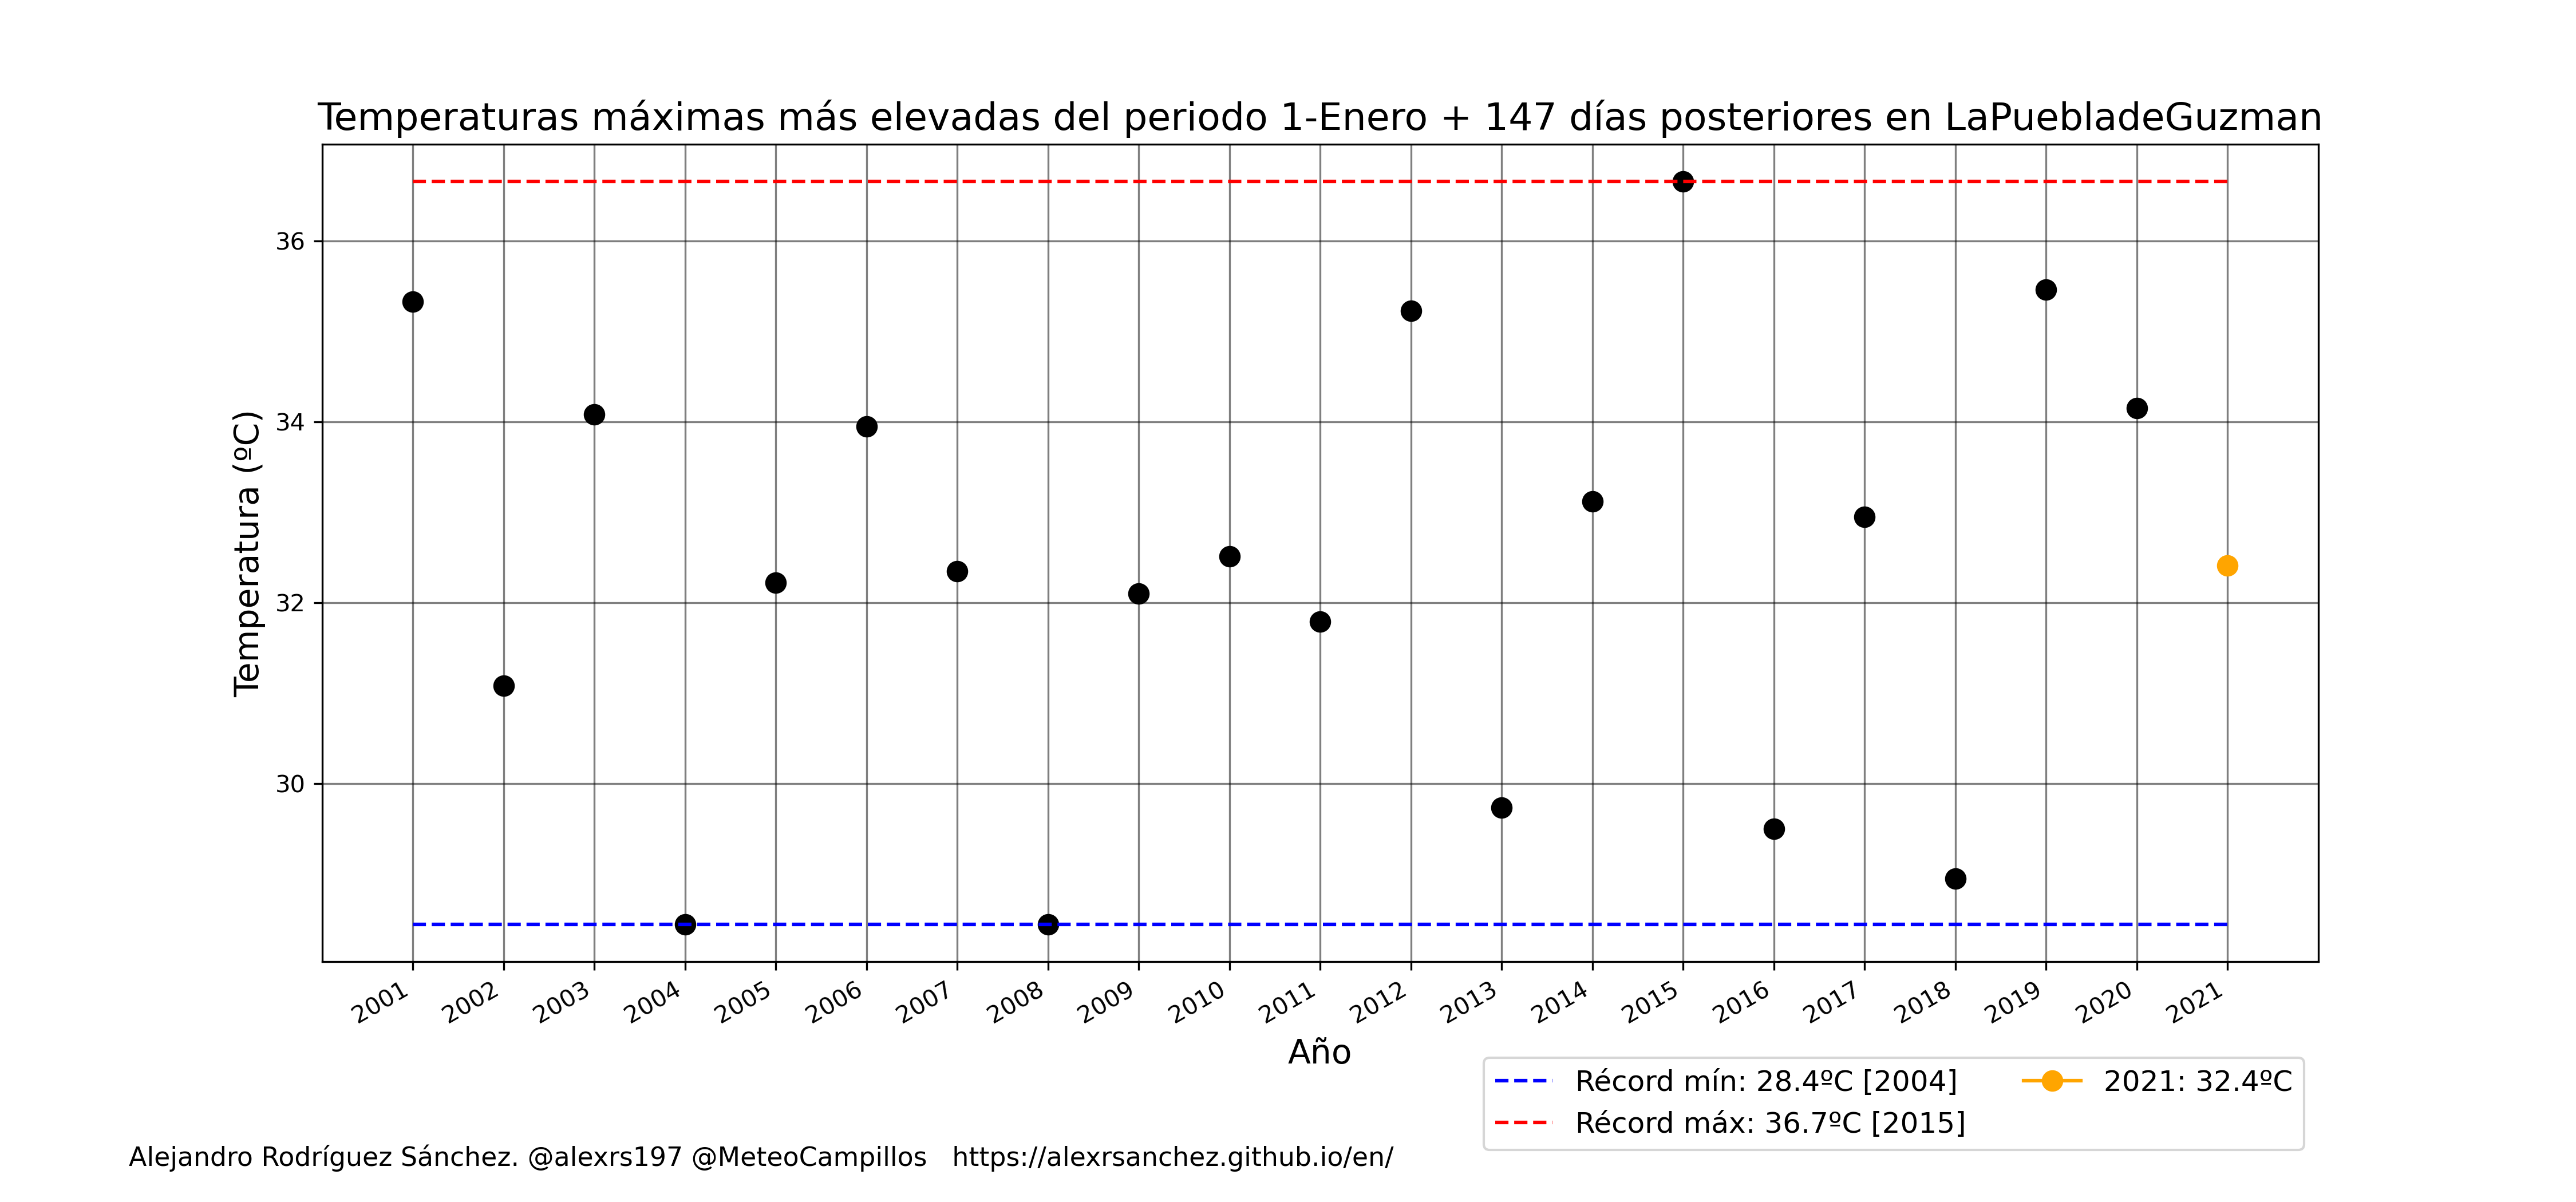 Temperaturas máximas más elevadas del periodo 1-Enero + 147 días posteriores en LaPuebladeGuzman
Temperatura (ºC)
36
34
32
30
2001 2002 2003 2004 2005 2006 2007 2008 2009 2010 2011 2012 2013 2014 2015 2016 2017 2018 2019 2020 2021
Año
Récord mín: 28.4ºC [2004] 2021: 32.4ºC
Récord máx: 36.7ºC [2015]
Alejandro Rodríguez Sánchez. @alexrs197 @MeteoCampillos https://alexrsanchez.github.io/en/